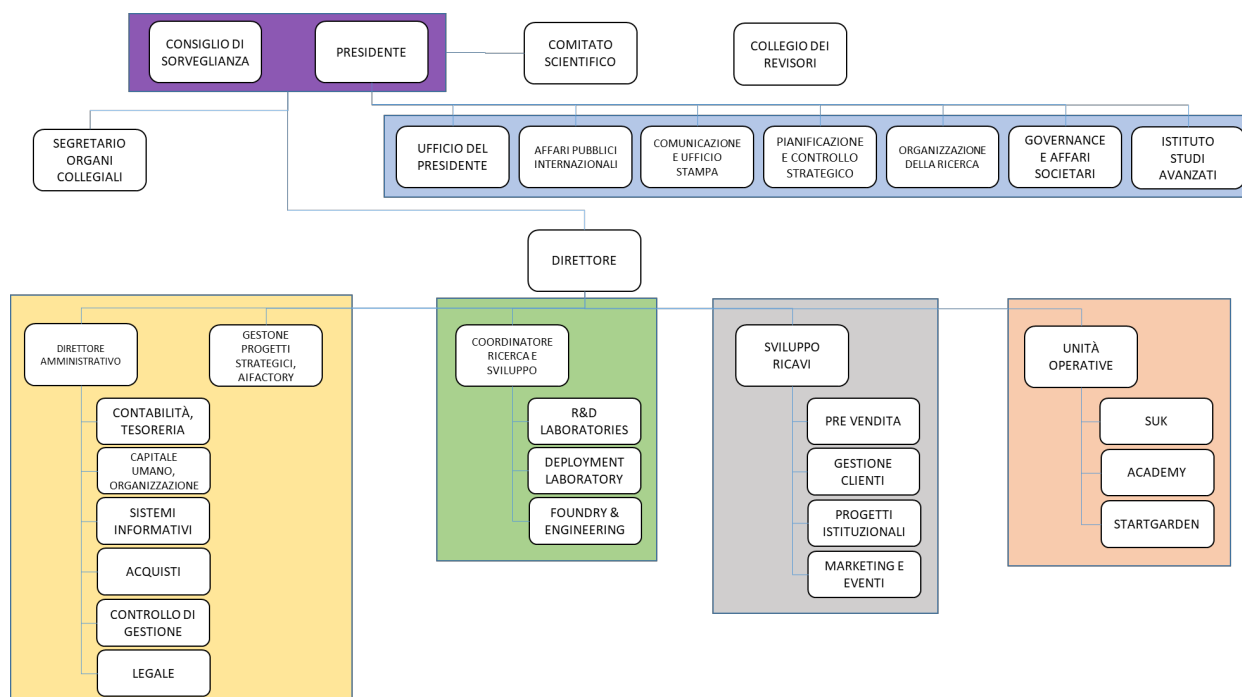 CONSIGLIO DI
SORVEGLIANZA
PRESIDENTE
COMITATO
SCIENTIFICO
COLLEGIO DEI
REVISORI
SEGRETARIO
ORGANI
COLLEGIALI
UFFICIO DEL
PRESIDENTE
AFFARI PUBBLICI
INTERNAZIONALI
COMUNICAZIONE
E UFFICIO
STAMPA
PIANIFICAZIONE
E CONTROLLO
STRATEGICO
ORGANIZZAZIONE
DELLA RICERCA
GOVERNANCE
E AFFARI
SOCIETARI
ISTITUTO
STUDI
AVANZATI
DIRETTORE
DIRETTORE
AMMINISTRATIVO
GESTONE
PROGETTI
STRATEGICI,
AIFACTORY
COORDINATORE
RICERCA E
SVILUPPO
SVILUPPO
RICAVI
UNITÀ
OPERATIVE
CONTABILITÀ,
TESORERIA
CAPITALE
UMANO,
ORGANIZZAZIONE
SISTEMI
INFORMATIVI
ACQUISTI
CONTROLLO DI
GESTIONE
LEGALE
R&D
LABORATORIES
DEPLOYMENT
LABORATORY
FOUNDRY &
ENGINEERING
PRE VENDITA
GESTIONE
CLIENTI
PROGETTI
ISTITUZIONALI
MARKETING E
EVENTI
SUK
ACADEMY
STARTGARDEN